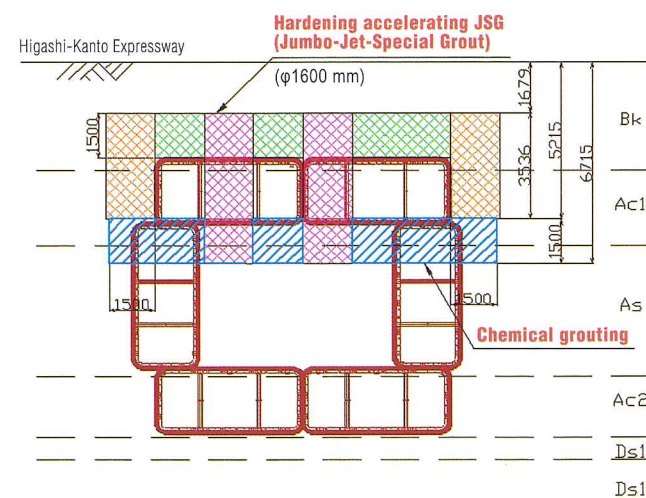 Hardening accelerating JSG
(Jumbo-Jet-Special Grout)
Higashi-Kanto Expressway
(φ1600 mm)
1679
Bk
1500
3536
5215
6715
Ac1
1500
1500
1500
As
Chemical grouting
Ac2
Ds1
Ds1